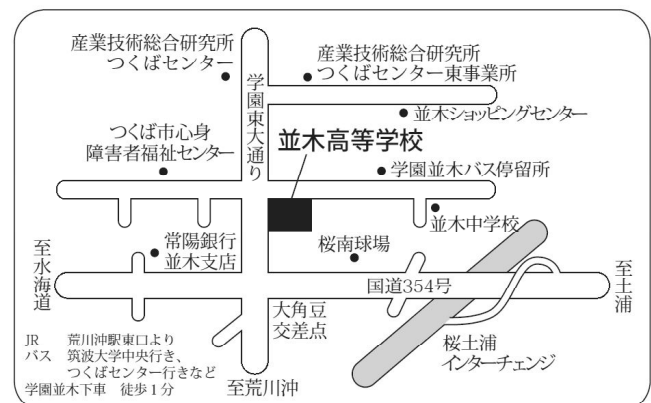 産業技術総合研究所
つくばセンター
産業技術総合研究所
つくばセンター東事業所
学園東大通り
並木ショッピングセンター
つくば市心身
障害者福祉センター
並木高等学校
学園並木バス停留所
並木中学校
常陽銀行
並木支店
桜南球場
至水海道
国道354号
至土浦
大角豆
交差点
桜土浦
インターチェンジ
JR 荒川沖駅東口より
バス 筑波大学中央行き、
つくばセンター行きなど
学園並木下車 徒歩1分
至荒川沖